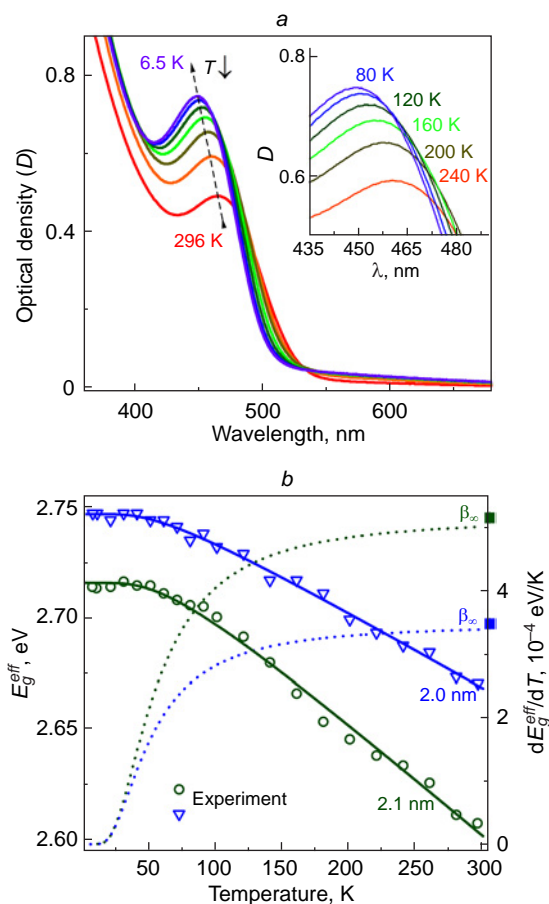 a
Optical density (D)
0.8
0.4
0
6.5 K
T ↓
296 K
400
500
600
Wavelength, nm
D
0.8
0.6
80 K
120 K
160 K
200 K
240 K
435
450
465
480
λ, nm
b
E_g^eff, eV
2.75
2.70
2.65
2.60
β∞
β∞
2.0 nm
2.1 nm
Experiment
4
2
0
dE_g^eff/dT, 10⁻⁴ eV/K
50
100
150
200
250
300
Temperature, K